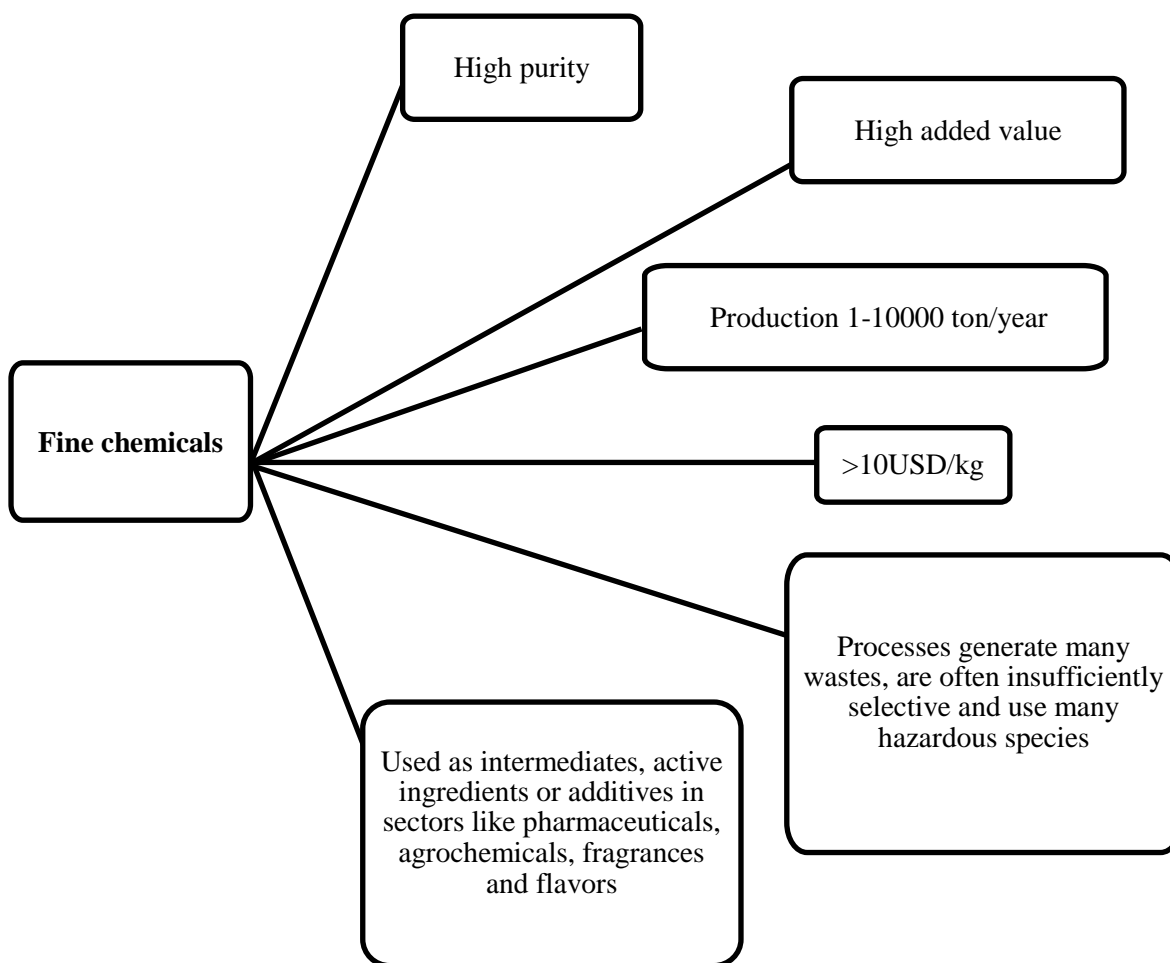 High purity
High added value
Production 1-10000 ton/year
Fine chemicals
>10USD/kg
Processes generate many
wastes, are often insufficiently
selective and use many
hazardous species
Used as intermediates, active
ingredients or additives in
sectors like pharmaceuticals,
agrochemicals, fragrances
and flavors